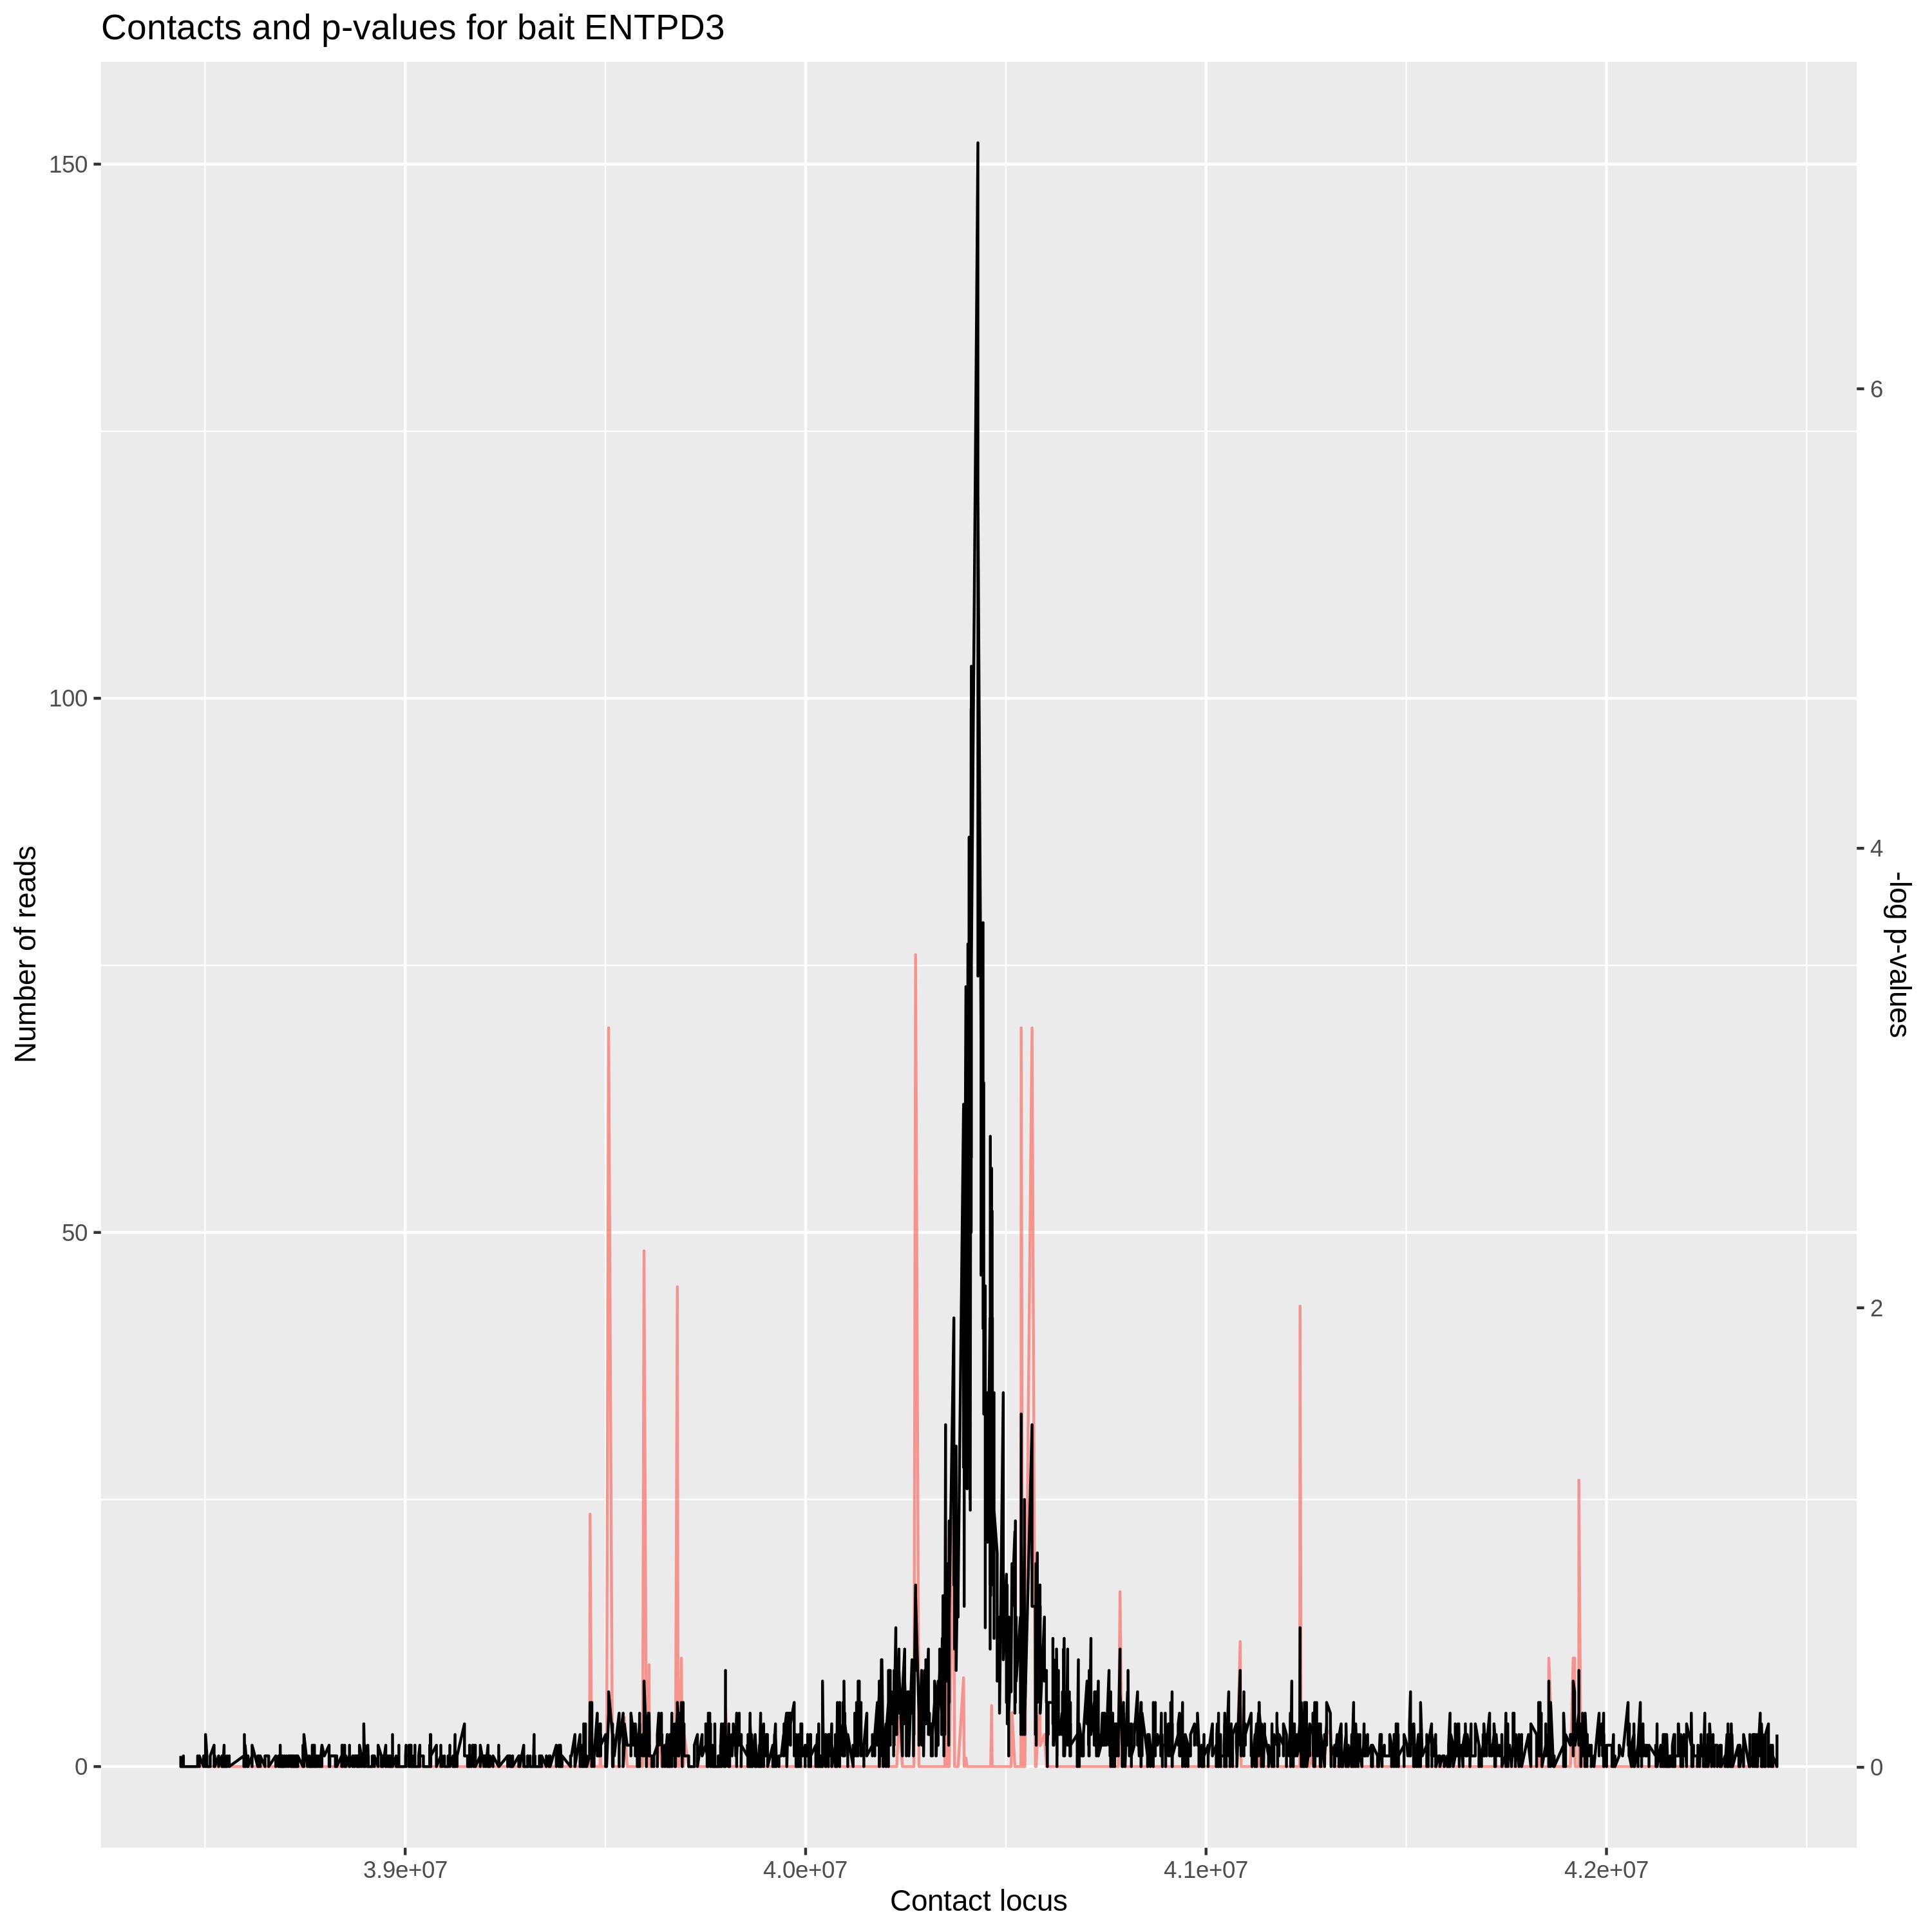 Contacts and p-values for bait ENTPD3
150
100
50
0
Number of reads
6
4
2
0
-log p-values
3.9e+07
4.0e+07
4.1e+07
4.2e+07
Contact locus